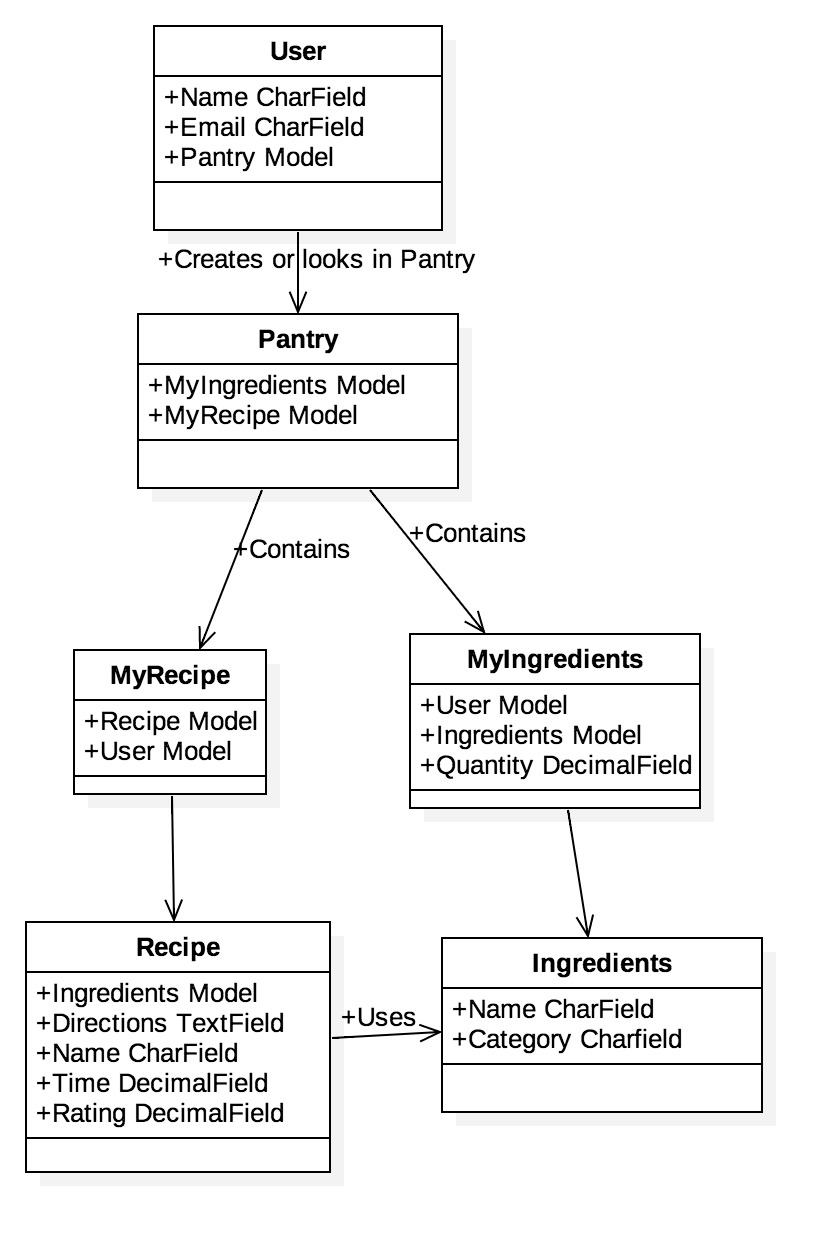 User
+Name CharField
+Email CharField
+Pantry Model
+Creates or looks in Pantry
Pantry
+MyIngredients Model
+MyRecipe Model
+Contains
+Contains
MyRecipe
+Recipe Model
+User Model
MyIngredients
+User Model
+Ingredients Model
+Quantity DecimalField
Recipe
+Ingredients Model
+Directions TextField
+Name CharField
+Time DecimalField
+Rating DecimalField
+Uses
Ingredients
+Name CharField
+Category Charfield